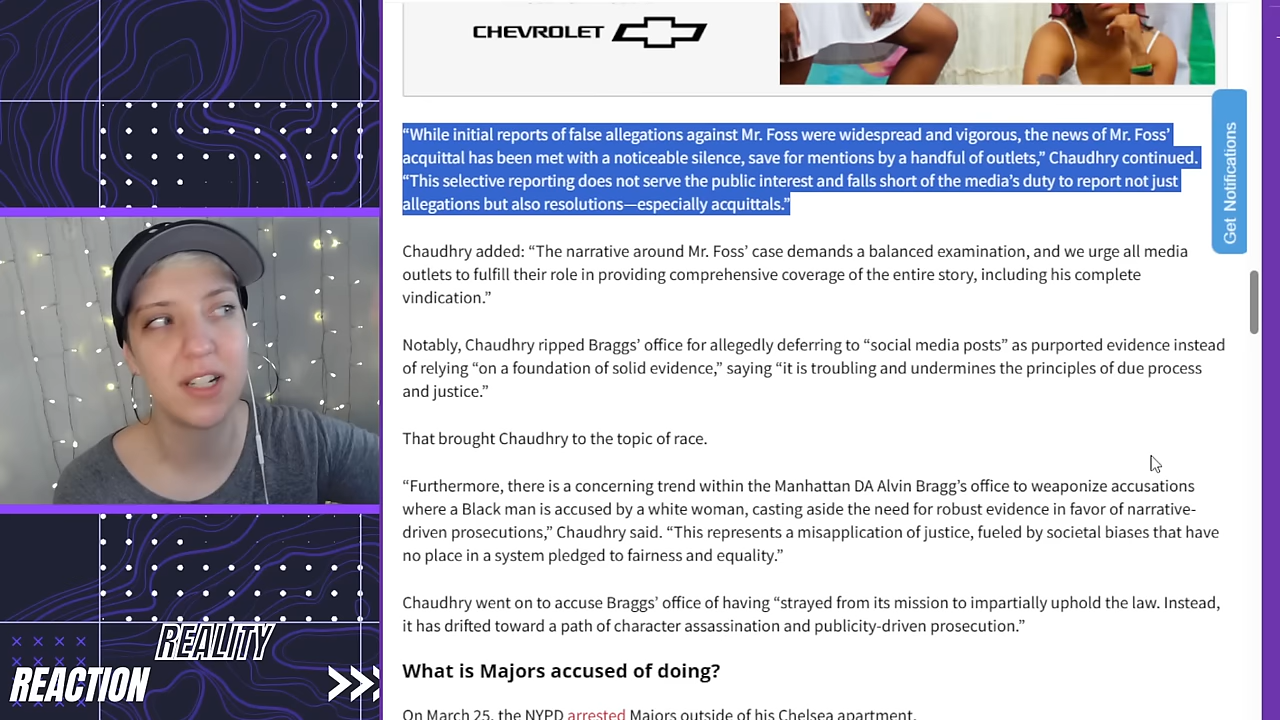 CHEVROLET
“While initial reports of false allegations against Mr. Foss were widespread and vigorous, the news of Mr. Foss’
acquittal has been met with a noticeable silence, save for mentions by a handful of outlets,” Chaudhry continued.
“This selective reporting does not serve the public interest and falls short of the media’s duty to report not just
allegations but also resolutions—especially acquittals.”
Chaudhry added: “The narrative around Mr. Foss’ case demands a balanced examination, and we urge all media
outlets to fulfill their role in providing comprehensive coverage of the entire story, including his complete
vindication.”
Notably, Chaudhry ripped Braggs’ office for allegedly deferring to “social media posts” as purported evidence instead
of relying “on a foundation of solid evidence,” saying “it is troubling and undermines the principles of due process
and justice.”
That brought Chaudhry to the topic of race.
“Furthermore, there is a concerning trend within the Manhattan DA Alvin Bragg’s office to weaponize accusations
where a Black man is accused by a white woman, casting aside the need for robust evidence in favor of narrative-
driven prosecutions,” Chaudhry said. “This represents a misapplication of justice, fueled by societal biases that have
no place in a system pledged to fairness and equality.”
Chaudhry went on to accuse Braggs’ office of having “strayed from its mission to impartially uphold the law. Instead,
it has drifted toward a path of character assassination and publicity-driven prosecution.”
What is Majors accused of doing?
On March 25, the NYPD arrested Majors outside of his Chelsea apartment.
Get Notifications
REALITY
REACTION